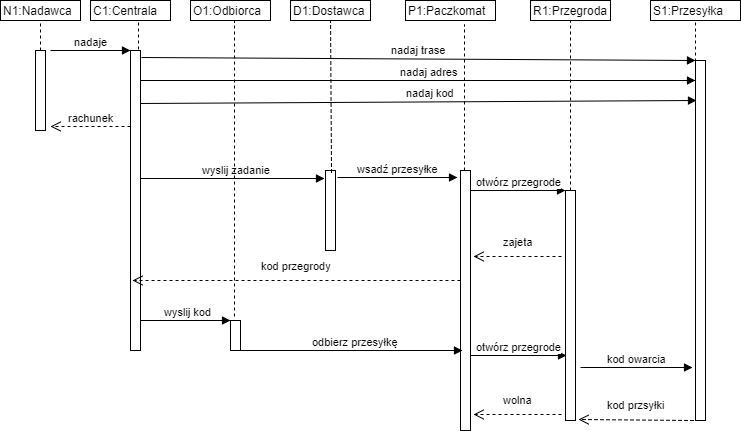 N1:Nadawca
C1:Centrala
O1:Odbiorca
D1:Dostawca
P1:Paczkomat
R1:Przegroda
S1:Przesyłka
nadaje
nadaj trase
nadaj adres
nadaj kod
rachunek
wyslij zadanie
wsadź przesyłke
otwórz przegrode
zajeta
kod przegrody
wyslij kod
odbierz przesyłkę
otwórz przegrode
kod owarcia
wolna
kod przsyłki